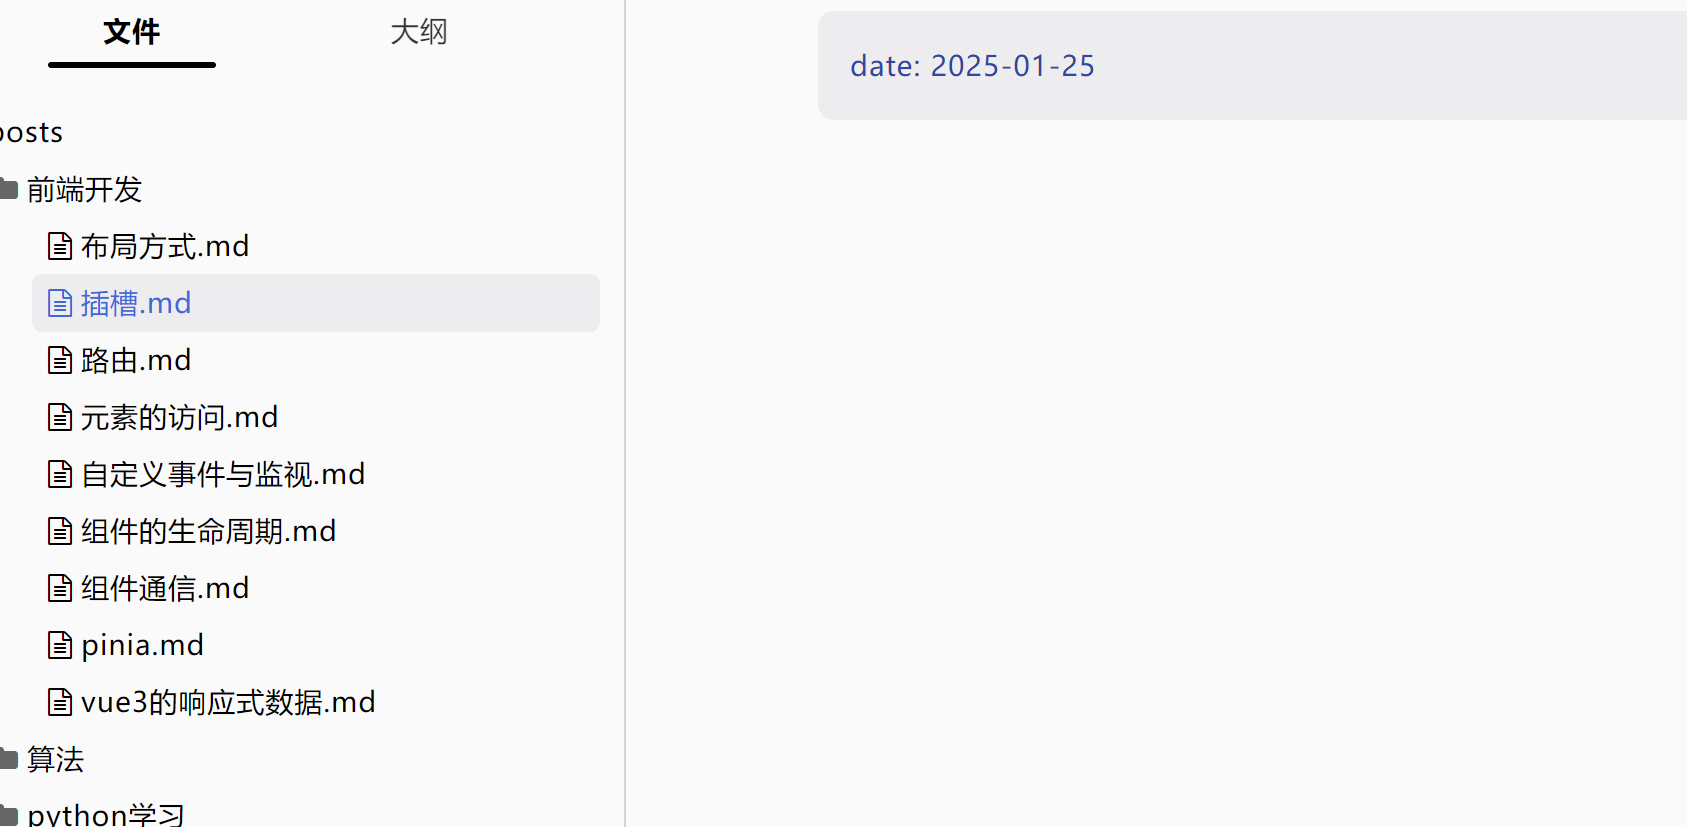 文件
大纲
posts
前端开发
布局方式.md
插槽.md
路由.md
元素的访问.md
自定义事件与监视.md
组件的生命周期.md
组件通信.md
pinia.md
vue3的响应式数据.md
算法
python学习
date: 2025-01-25